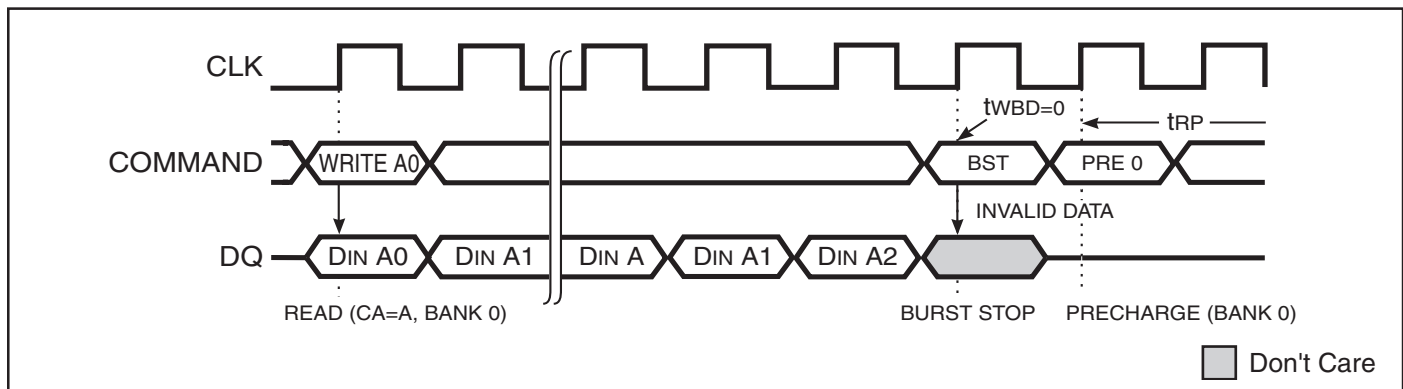 CLK
tWBD=0
tRP
COMMAND
WRITE A0
BST
PRE 0
INVALID DATA
DQ
DIN A0
DIN A1
DIN A
DIN A1
DIN A2
READ (CA=A, BANK 0)
BURST STOP
PRECHARGE (BANK 0)
Don't Care